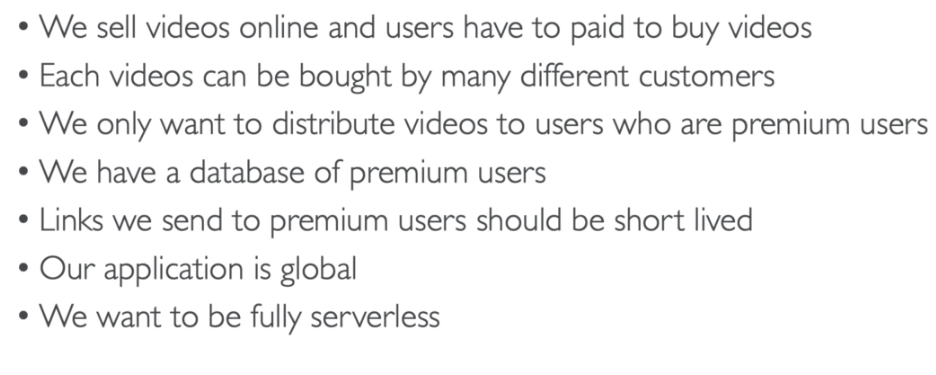 • We sell videos online and users have to paid to buy videos
• Each videos can be bought by many different customers
• We only want to distribute videos to users who are premium users
• We have a database of premium users
• Links we send to premium users should be short lived
• Our application is global
• We want to be fully serverless